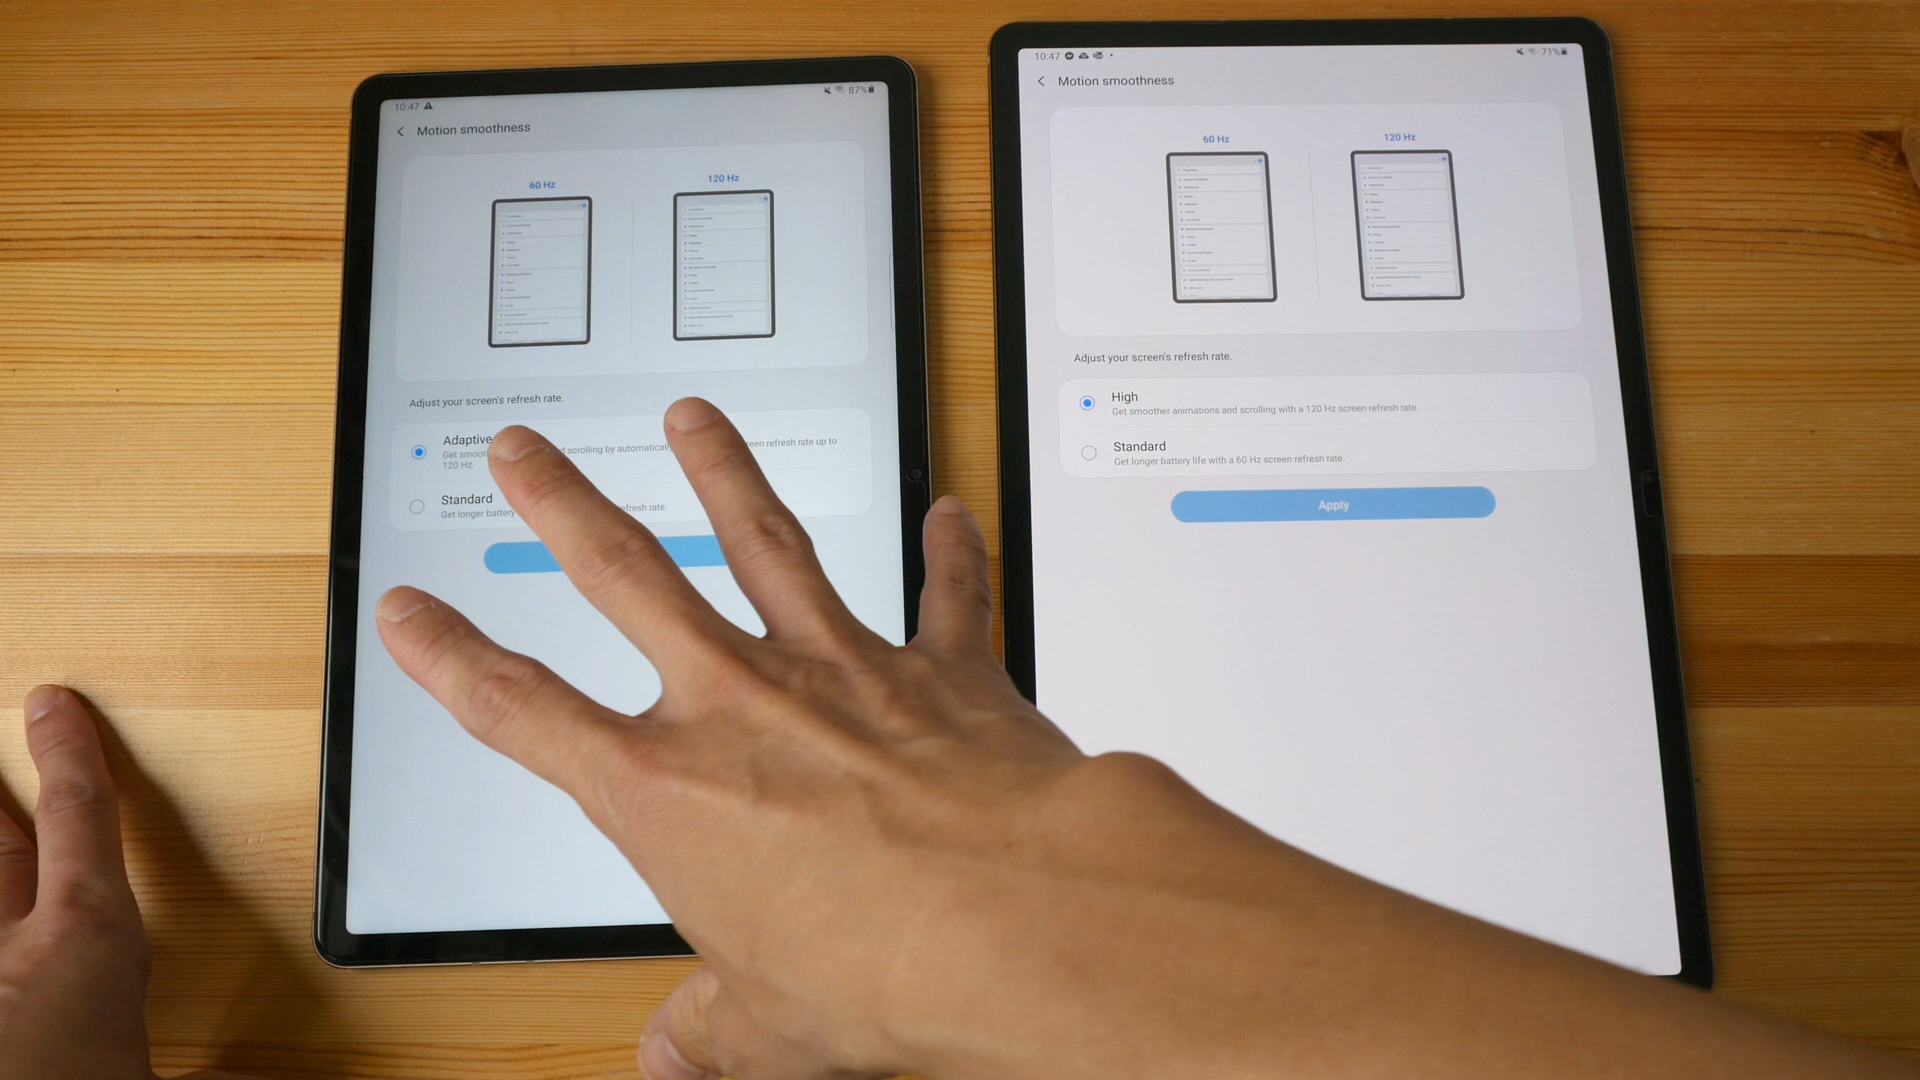 10:47
87%
Motion smoothness
60 Hz
120 Hz
Adjust your screen's refresh rate.
Adaptive
Get smoot d scrolling by automatically een refresh rate up to
120 Hz.
Standard
Get longer battery efresh rate.
10:47
71%
Motion smoothness
60 Hz
120 Hz
Adjust your screen's refresh rate.
High
Get smoother animations and scrolling with a 120 Hz screen refresh rate.
Standard
Get longer battery life with a 60 Hz screen refresh rate.
Apply